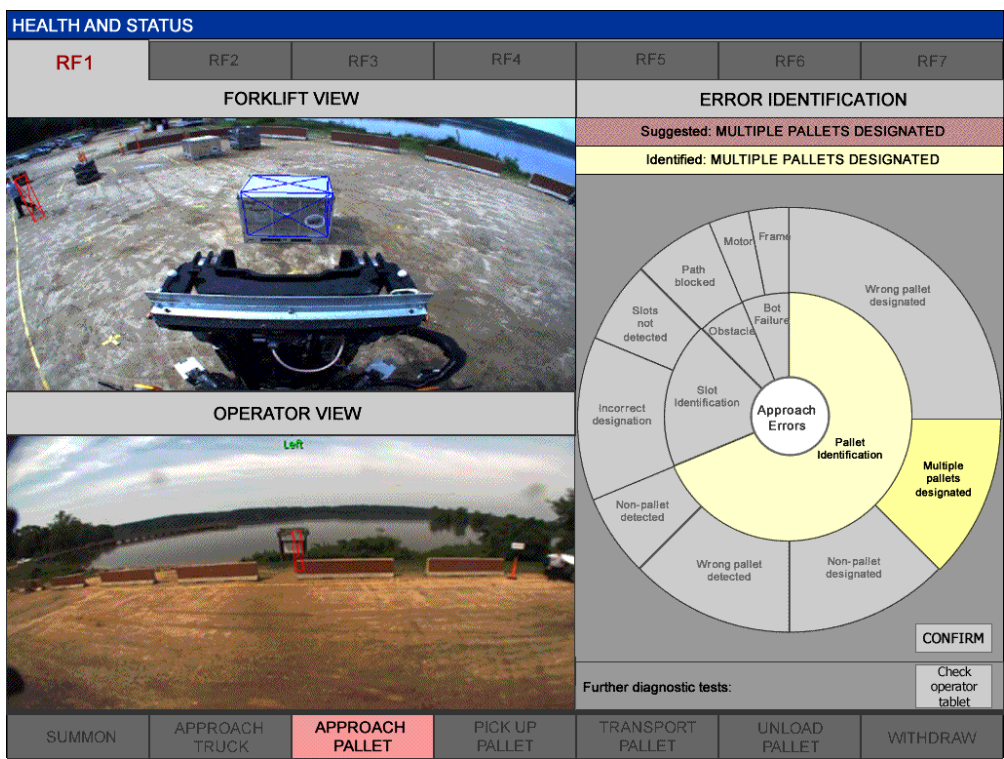 HEALTH AND STATUS
RF1
RF2
RF3
RF4
RF5
RF6
RF7
FORKLIFT VIEW
ERROR IDENTIFICATION
Suggested: MULTIPLE PALLETS DESIGNATED
Identified: MULTIPLE PALLETS DESIGNATED
Motor
Frame
Path
blocked
Wrong pallet
designated
Slots
not
detected
Obstacle
Bot
Failure
Incorrect
designation
Slot
Identification
Approach
Errors
Pallet
Identification
Multiple
pallets
designated
Non-pallet
detected
Wrong pallet
detected
Non-pallet
designated
OPERATOR VIEW
Left
CONFIRM
Further diagnostic tests:
Check
operator
tablet
SUMMON
APPROACH
TRUCK
APPROACH
PALLET
PICK UP
PALLET
TRANSPORT
PALLET
UNLOAD
PALLET
WITHDRAW